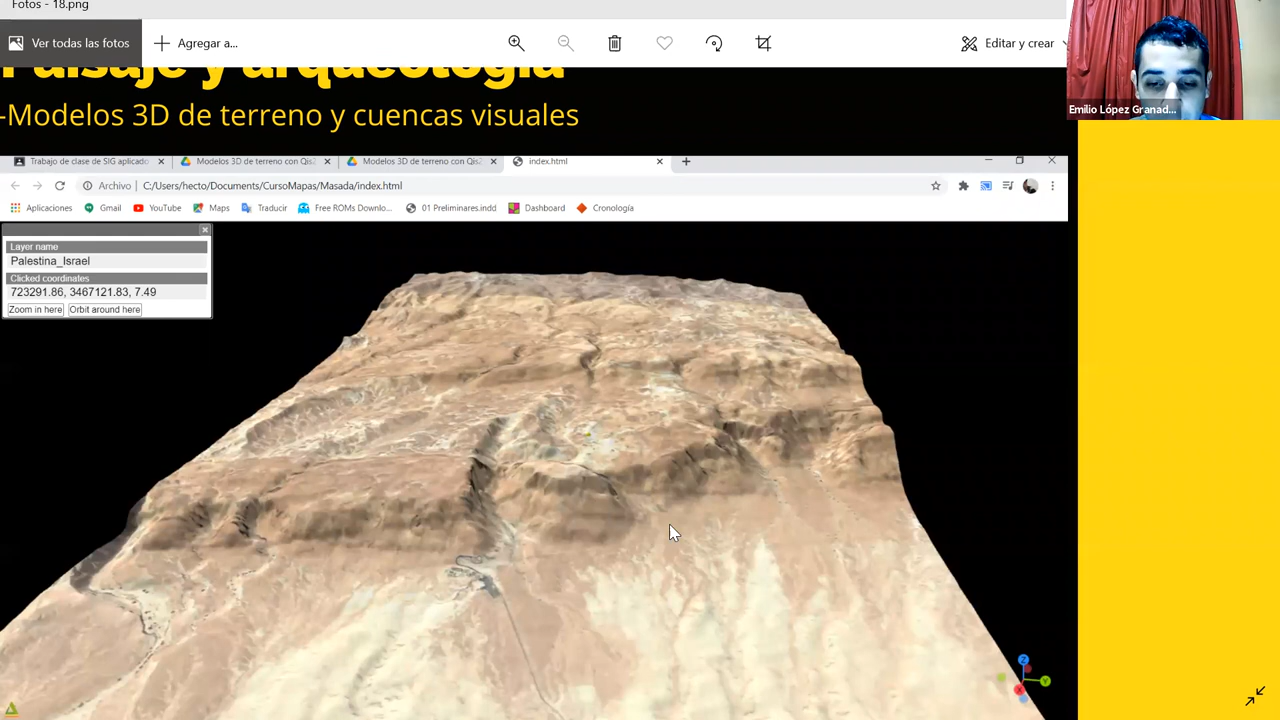 Fotos - 18.png
Ver todas las fotos
Agregar a...
Editar y crear
Emilio López Granad...
Paisaje y arqueología
-Modelos 3D de terreno y cuencas visuales
Trabajo de clase de SIG aplicado
Modelos 3D de terreno con Qis
Modelos 3D de terreno con Qis
index.html
Archivo
C:/Users/hecto/Documents/CursoMapas/Masada/index.html
Aplicaciones
Gmail
YouTube
Maps
Traducir
Free ROMs Downlo...
01 Preliminares.indd
Dashboard
Cronología
Layer name
Palestina_Israel
Clicked coordinates
723291.86, 3467121.83, 7.49
Zoom in here
Orbit around here
Z
Y
X